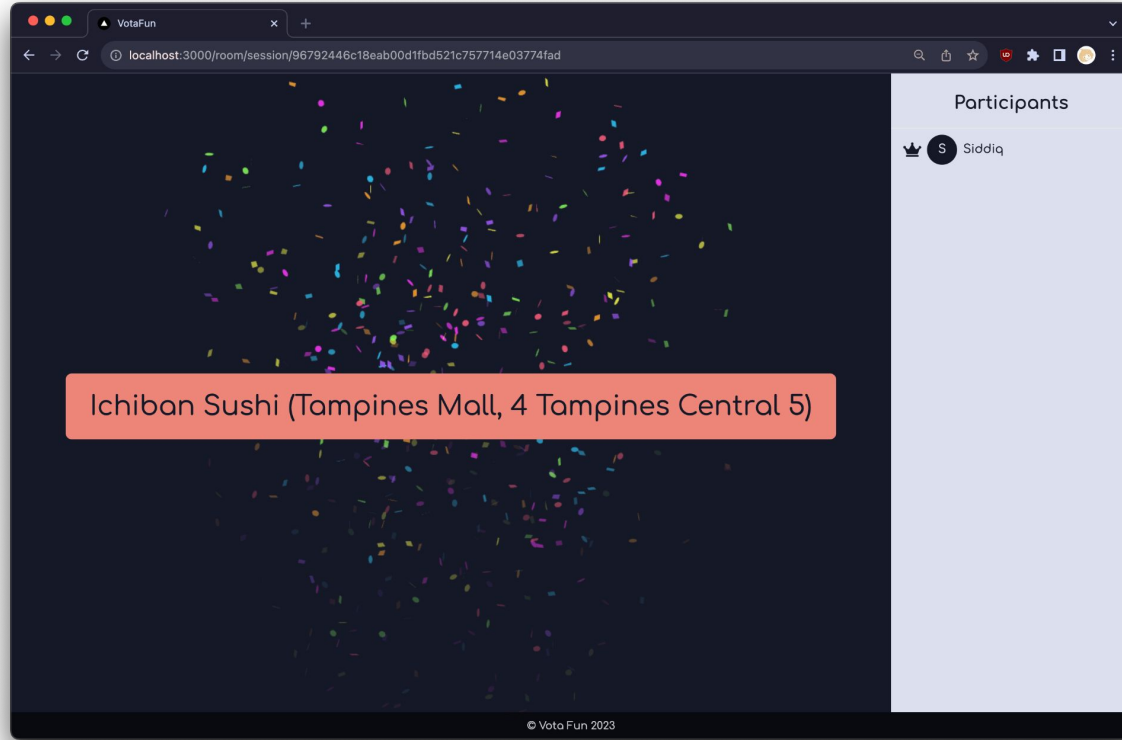 VotaFun
localhost:3000/room/session/96792446c18eab00d1fbd521c757714e03774fad
Participants
S Siddiq
Ichiban Sushi (Tampines Mall, 4 Tampines Central 5)
© Vota Fun 2023